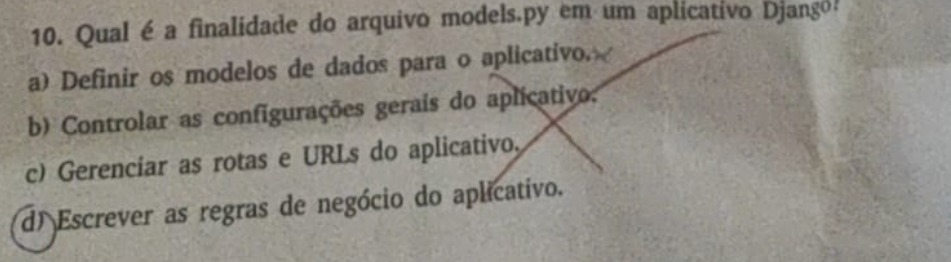 10. Qual é a finalidade do arquivo models.py em um aplicativo Django?
a) Definir os modelos de dados para o aplicativo.
b) Controlar as configurações gerais do aplicativo.
c) Gerenciar as rotas e URLs do aplicativo.
d) Escrever as regras de negócio do aplicativo.